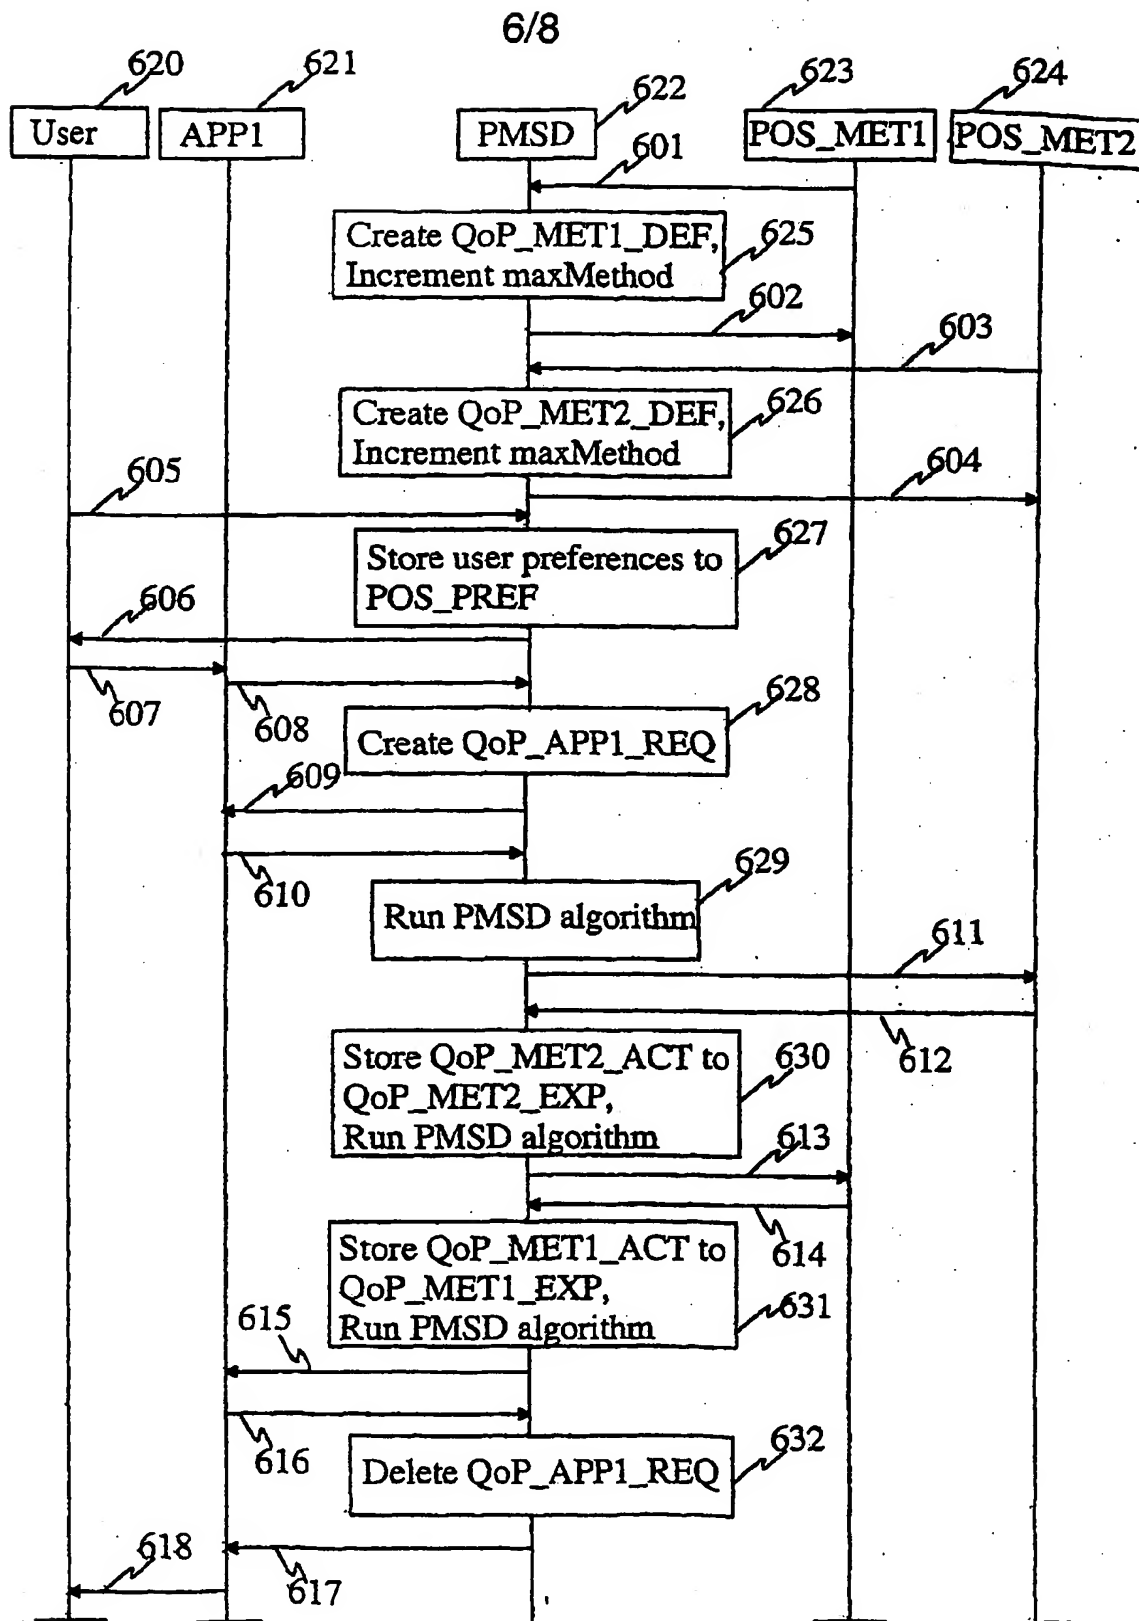 6/8
620
621
622
623
624
User
APP1
PMSD
POS_MET1
POS_MET2
601
Create QoP_MET1_DEF,
Increment maxMethod
625
602
603
Create QoP_MET2_DEF,
Increment maxMethod
626
605
604
Store user preferences to
POS_PREF
627
606
607
608
628
Create QoP_APP1_REQ
609
610
629
Run PMSD algorithm
611
612
Store QoP_MET2_ACT to
QoP_MET2_EXP,
Run PMSD algorithm
630
613
614
Store QoP_MET1_ACT to
QoP_MET1_EXP,
Run PMSD algorithm
631
615
616
632
Delete QoP_APP1_REQ
618
617